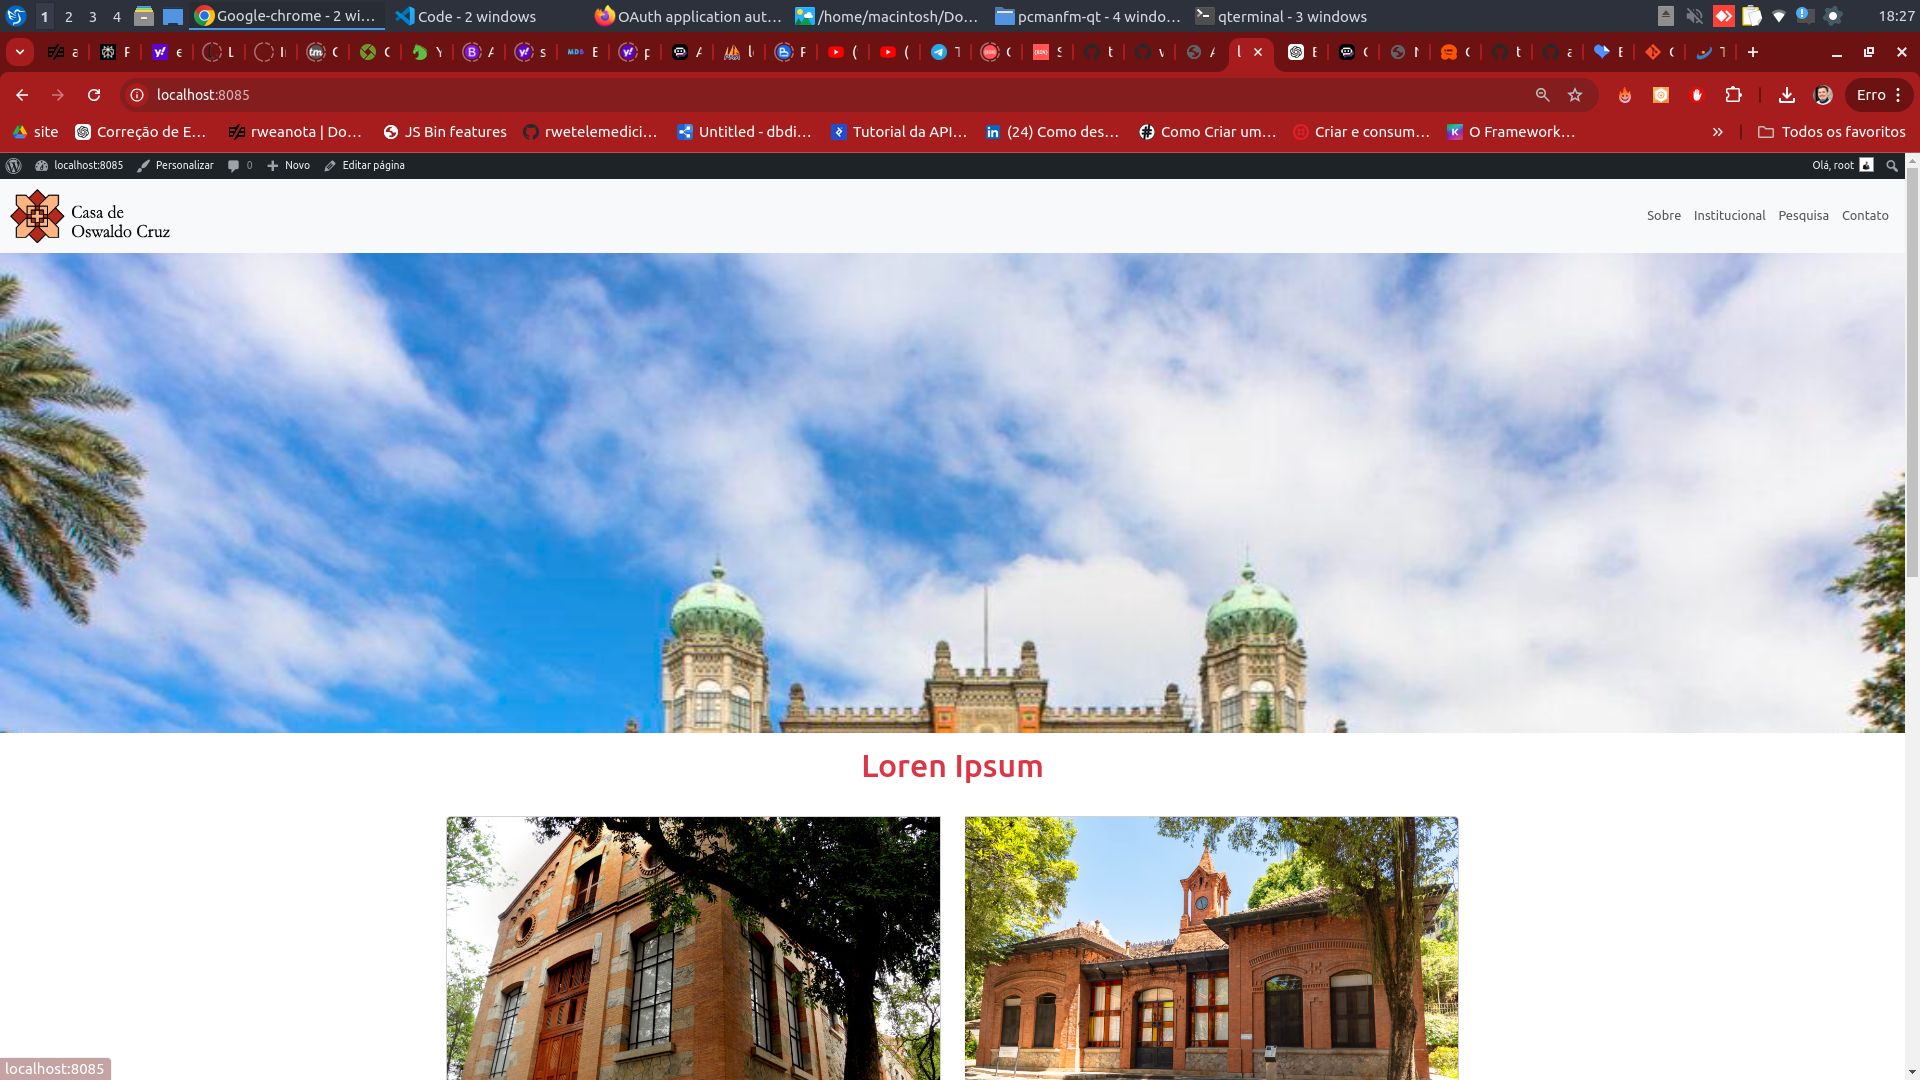 1 2 3 4 Google-chrome - 2 wi... Code - 2 windows OAuth application aut... /home/macintosh/Do... pcmanfm-qt - 4 windo... qterminal - 3 windows 18:27
localhost:8085 Erro
site Correção de E... rweanota | Do... JS Bin features rwetelemedici... Untitled - dbdi... Tutorial da API... (24) Como des... Como Criar um... Criar e consum... O Framework... » Todos os favoritos
localhost:8085 Personalizar 0 Novo Editar página Olá, root
Casa de
Oswaldo Cruz
Sobre Institucional Pesquisa Contato
Loren Ipsum
localhost:8085